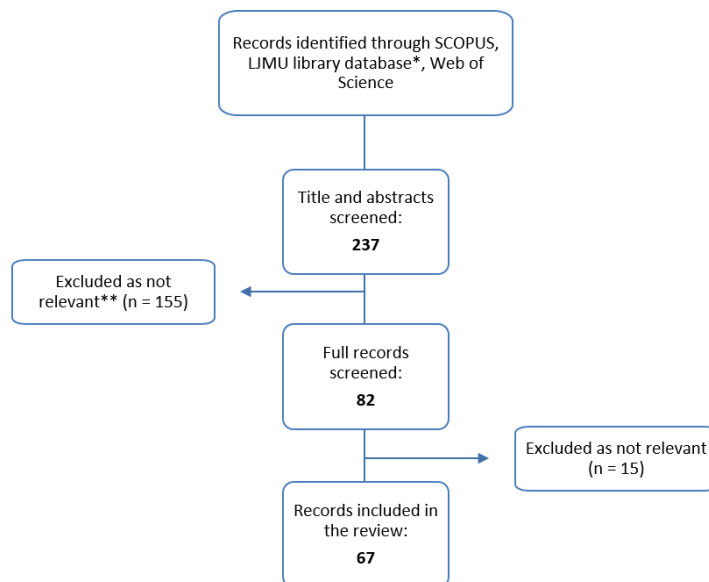 Records identified through SCOPUS,
LJMU library database*, Web of
Science
Title and abstracts
screened:
237
Excluded as not
relevant** (n = 155)
Full records
screened:
82
Excluded as not relevant
(n = 15)
Records included in
the review:
67